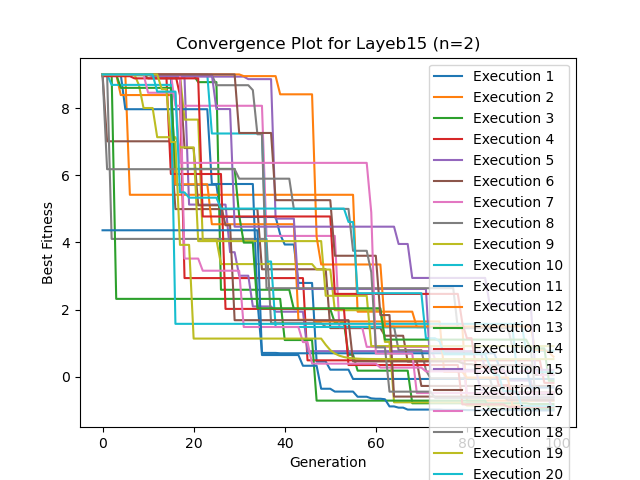 Convergence Plot for Layeb15 (n=2)
Best Fitness
8
6
4
2
0
0
20
40
60
80
100
Generation
Execution 1
Execution 2
Execution 3
Execution 4
Execution 5
Execution 6
Execution 7
Execution 8
Execution 9
Execution 10
Execution 11
Execution 12
Execution 13
Execution 14
Execution 15
Execution 16
Execution 17
Execution 18
Execution 19
Execution 20